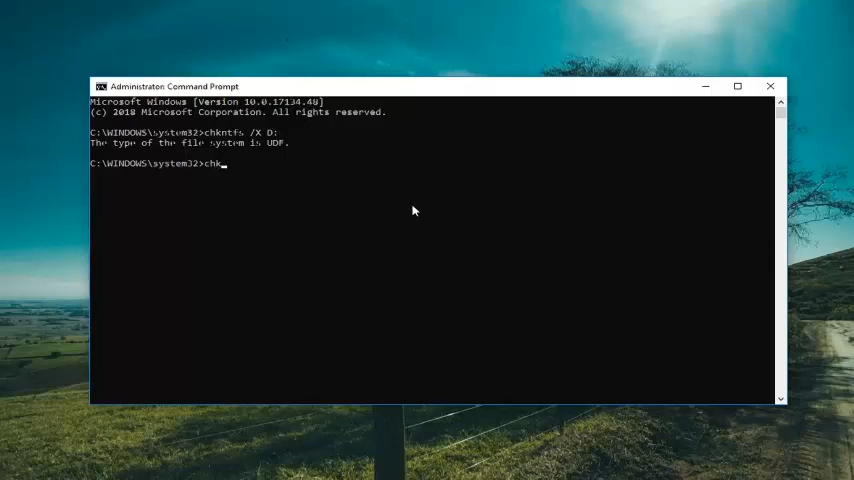 Administrator: Command Prompt
Microsoft Windows [Version 10.0.17134.48]
(c) 2018 Microsoft Corporation. All rights reserved.
C:\WINDOWS\system32>chkntfs /X D:
The type of the file system is UDF.
C:\WINDOWS\system32>chk_